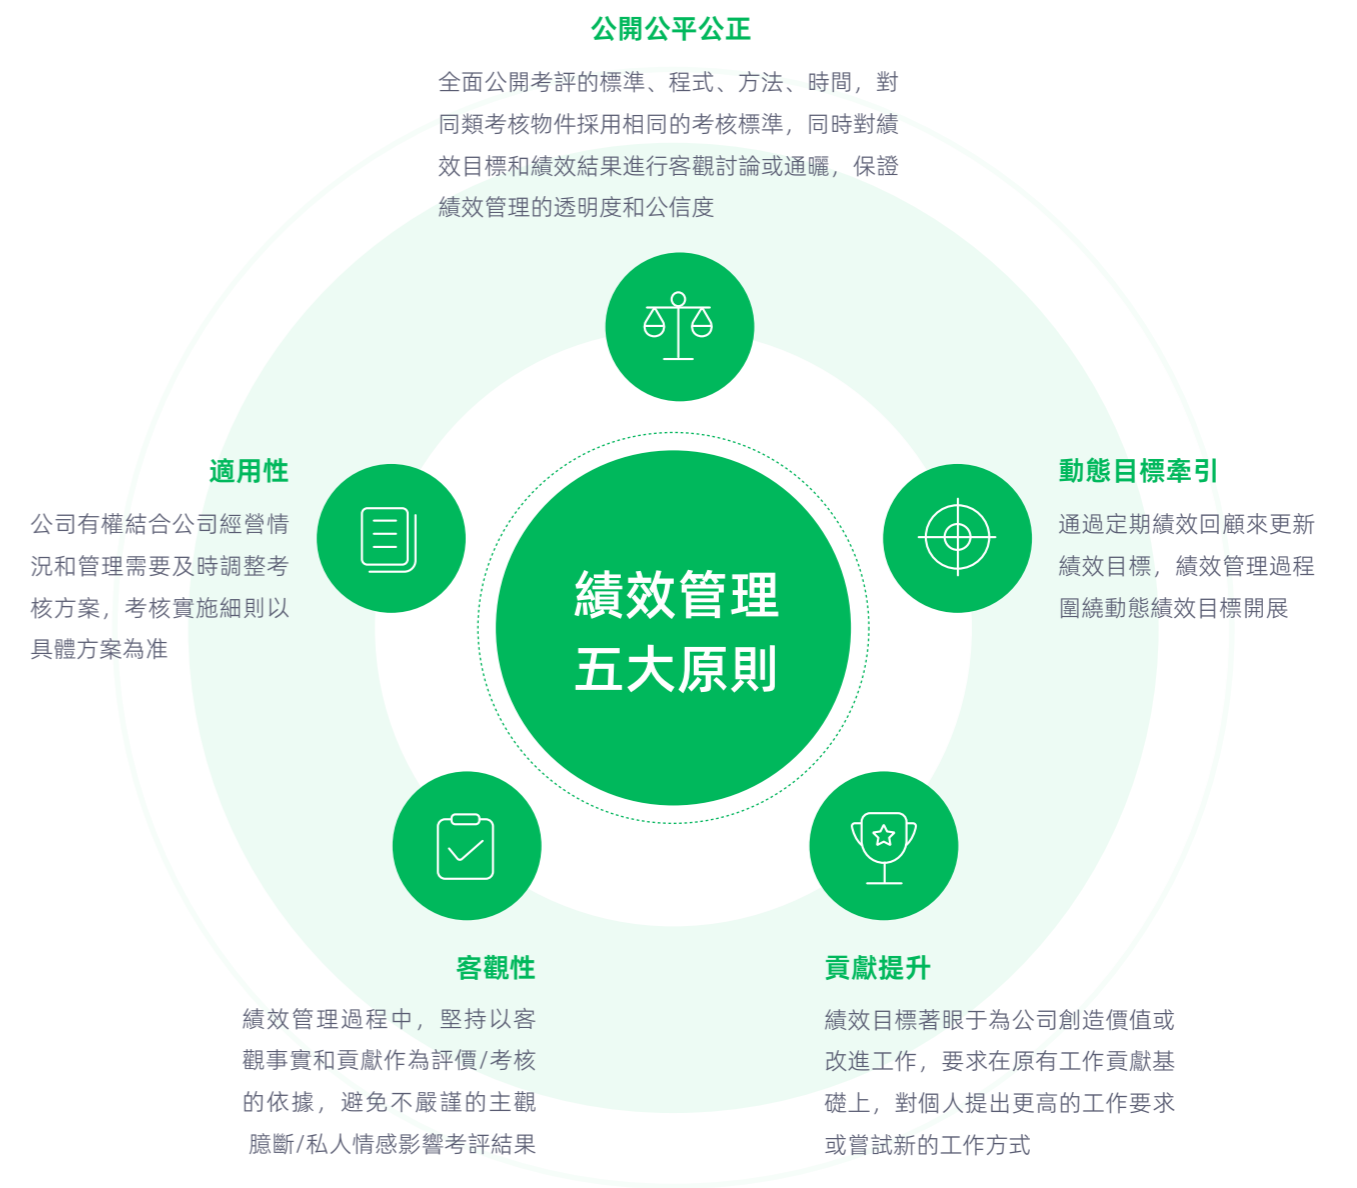 公開公平公正
全面公開考評的標準、程式、方法、時間，對
同類考核物件採用相同的考核標準，同時對績
效目標和績效結果進行客觀討論或通曬，保證
績效管理的透明度和公信度
適用性
公司有權結合公司經營情
況和管理需要及時調整考
核方案，考核實施細則以
具體方案為准
動態目標牽引
通過定期績效回顧來更新
績效目標，績效管理過程
圍繞動態績效目標開展
績效管理
五大原則
客觀性
績效管理過程中，堅持以客
觀事實和貢獻作為評價/考核
的依據，避免不嚴謹的主觀
臆斷/私人情感影響考評結果
貢獻提升
績效目標著眼于為公司創造價值或
改進工作，要求在原有工作貢獻基
礎上，對個人提出更高的工作要求
或嘗試新的工作方式